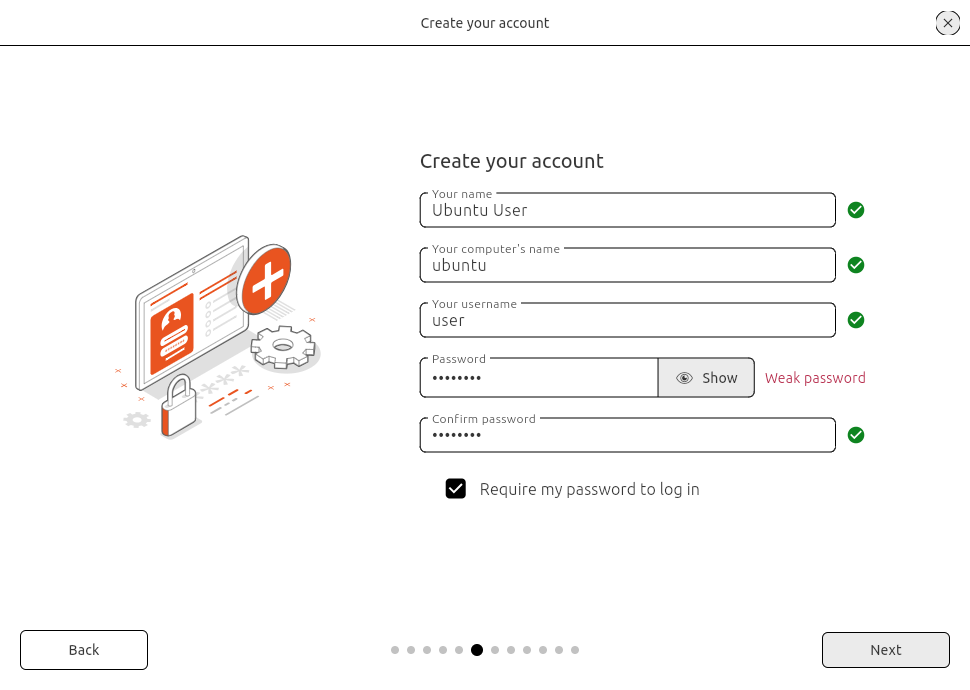 Create your account
Create your account
Your name
Ubuntu User
Your computer's name
ubuntu
Your username
user
Password
•••••••• Show Weak password
Confirm password
••••••••
Require my password to log in
Back Next